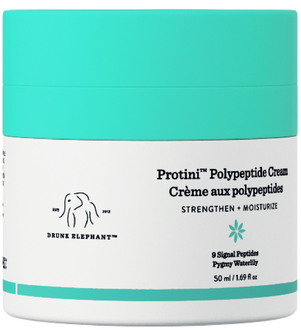 Protini™ Polypeptide Cream
Crème aux polypeptides
STRENGTHEN + MOISTURIZE
EST 2012
DRUNK ELEPHANT™
9 Signal Peptides
Pygmy Waterlily
50 ml / 1.69 fl oz